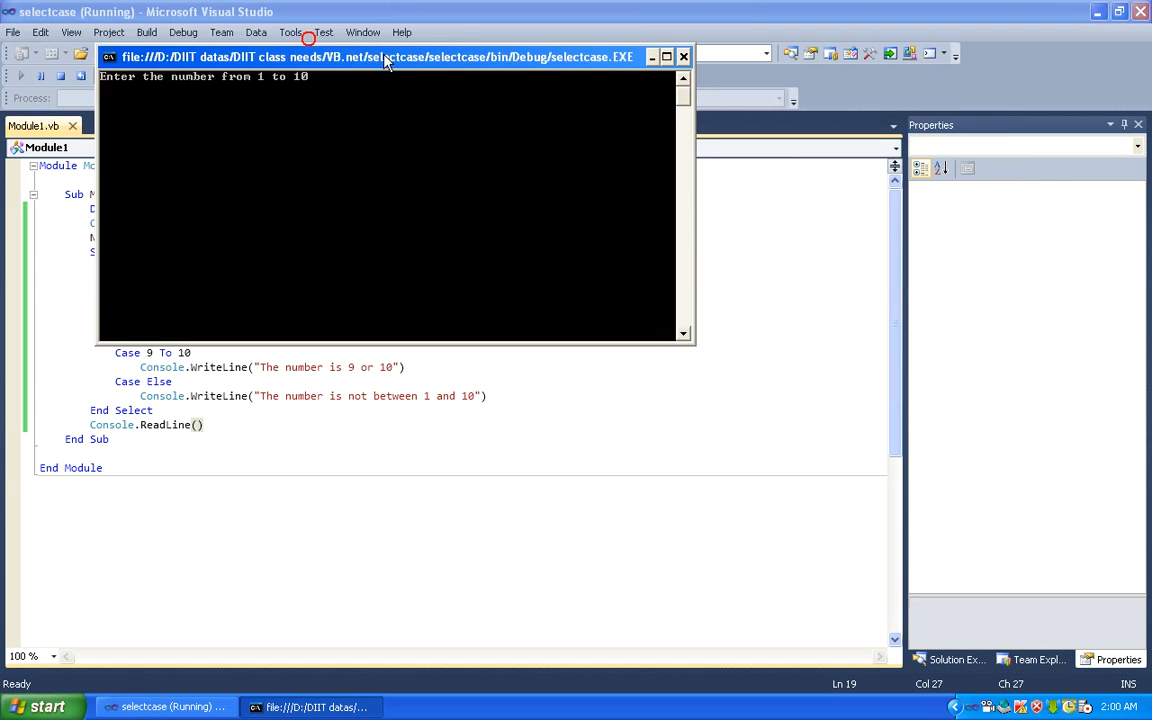 selectcase (Running) - Microsoft Visual Studio
File Edit View Project Build Debug Team Data Tools Test Window Help
file:///D:/DIIT datas/DIIT class needs/VB.net/selectcase/selectcase/bin/Debug/selectcase.EXE
Enter the number from 1 to 10
Process:
Module1.vb
Module1
Module Mo
Sub M
D
C
N
S
Case 9 To 10
Console.WriteLine("The number is 9 or 10")
Case Else
Console.WriteLine("The number is not between 1 and 10")
End Select
Console.ReadLine()
End Sub
End Module
Properties
100 %
Solution Ex...
Team Expl...
Properties
Ready
Ln 19
Col 27
Ch 27
INS
start
selectcase (Running) ...
file:///D:/DIIT datas/...
2:00 AM